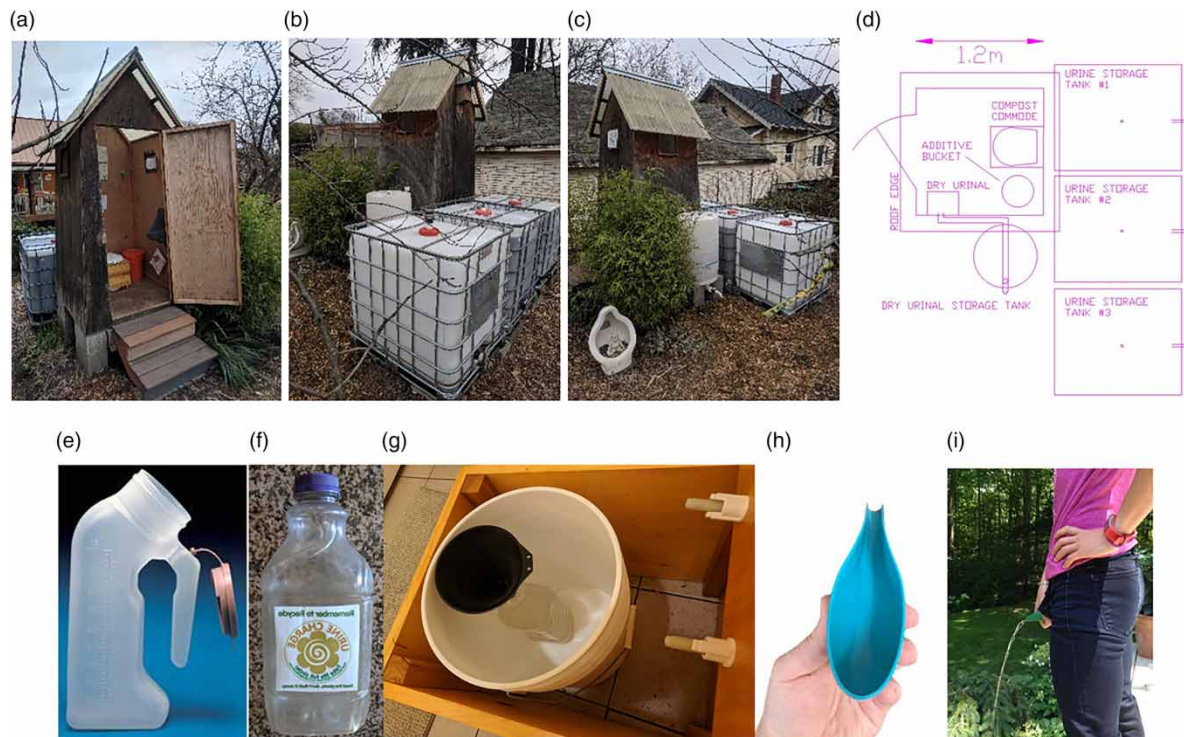 (a)
(b)
(c)
(d)
1.2m
URINE STORAGE
TANK #1
COMPOST
COMMODE
ADDITIVE
BUCKET
DRY URINAL
ROOF EDGE
URINE STORAGE
TANK #2
DRY URINAL STORAGE TANK
URINE STORAGE
TANK #3
(e)
(f)
(g)
(h)
(i)
Remember to Recycle
URINE CHARGE